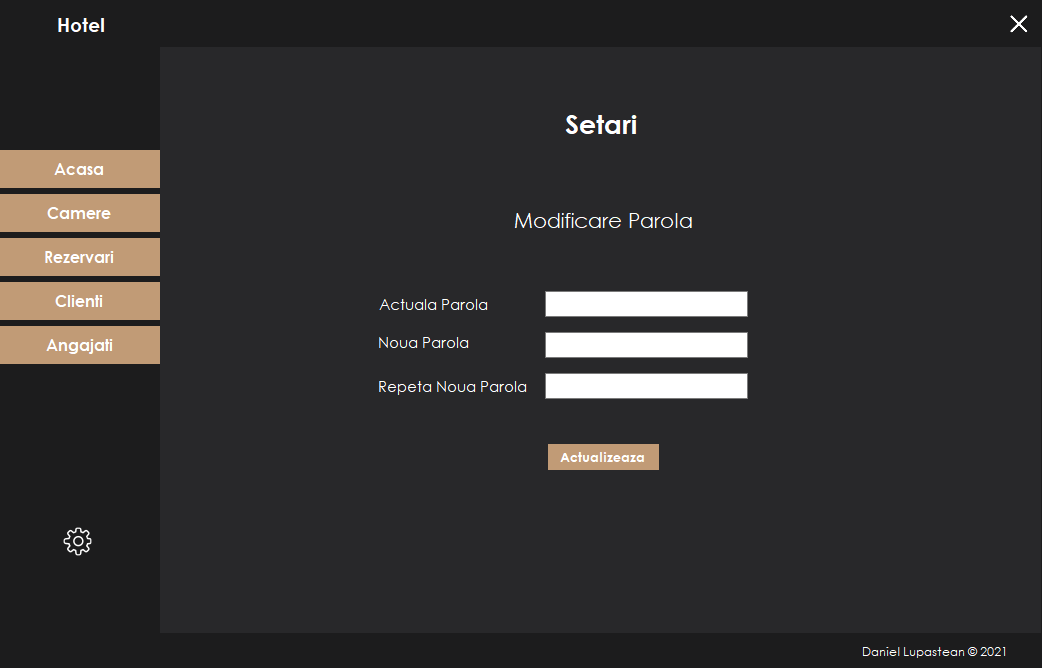 Hotel
Setari
Acasa
Camere
Rezervari
Clienti
Angajati
Modificare Parola
Actuala Parola
Noua Parola
Repeta Noua Parola
Actualizeaza
Daniel Lupastean © 2021